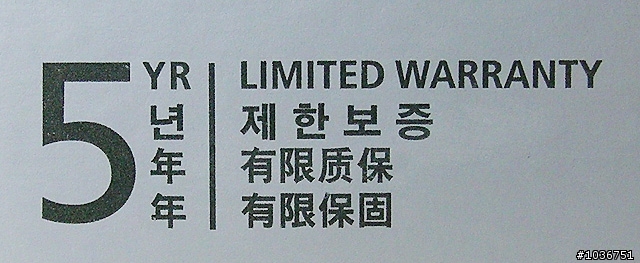 5 YR LIMITED WARRANTY
년 제한보증
年 有限质保
年 有限保固
#1036751